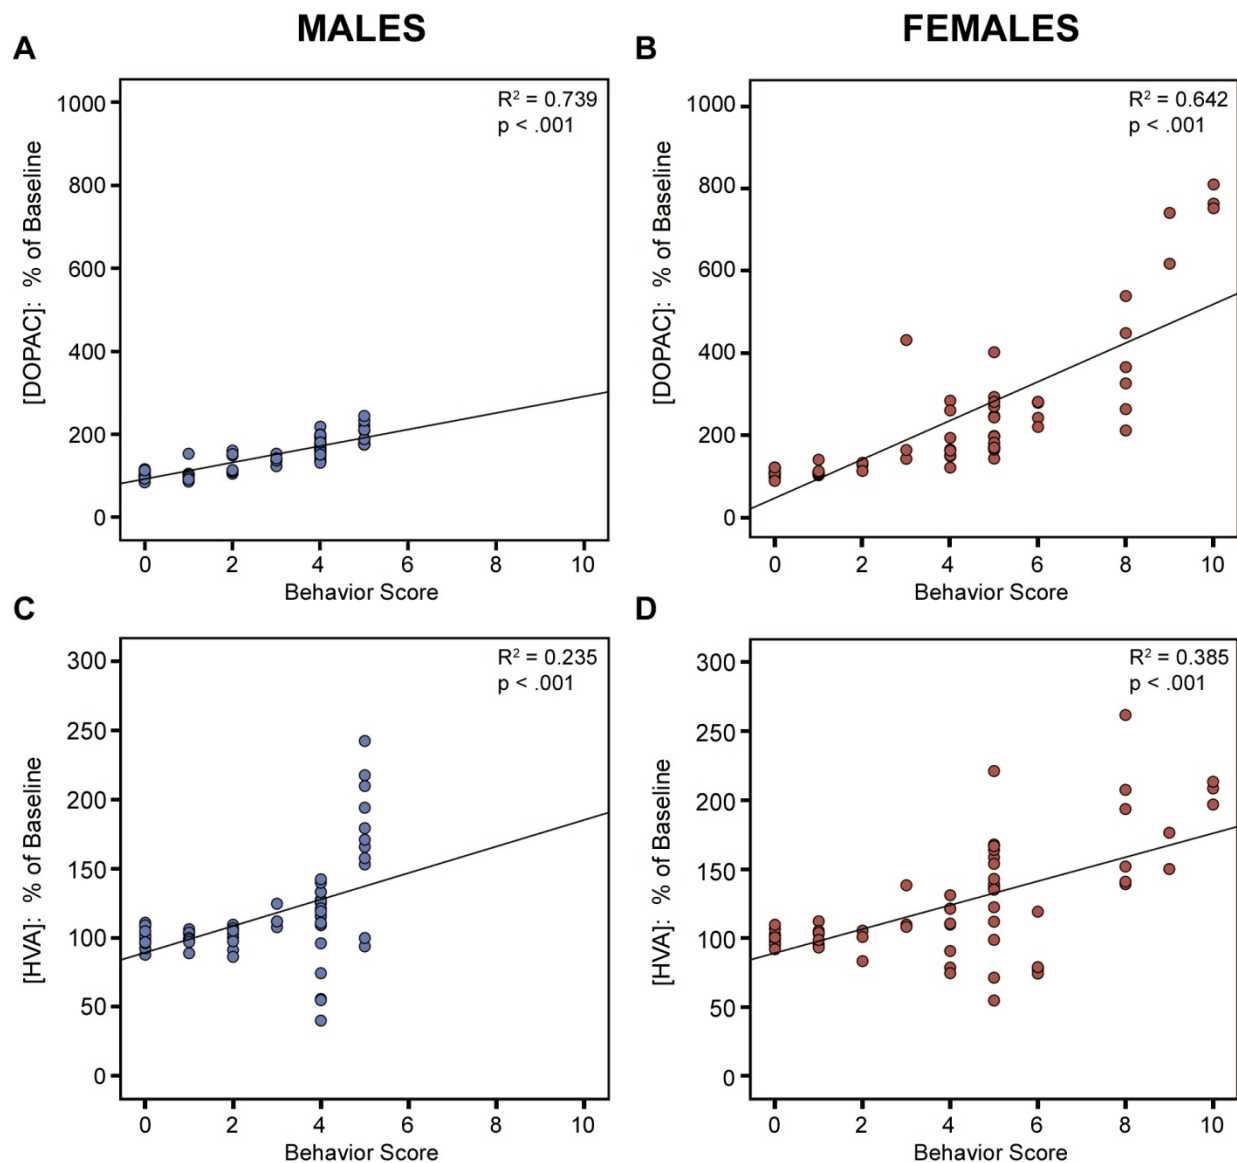 MALES
FEMALES
A
R² = 0.739
p < .001
1000
800
600
400
200
0
[DOPAC]: % of Baseline
0 2 4 6 8 10
Behavior Score
B
R² = 0.642
p < .001
1000
800
600
400
200
0
[DOPAC]: % of Baseline
0 2 4 6 8 10
Behavior Score
C
R² = 0.235
p < .001
300
250
200
150
100
50
0
[HVA]: % of Baseline
0 2 4 6 8 10
Behavior Score
D
R² = 0.385
p < .001
300
250
200
150
100
50
0
[HVA]: % of Baseline
0 2 4 6 8 10
Behavior Score